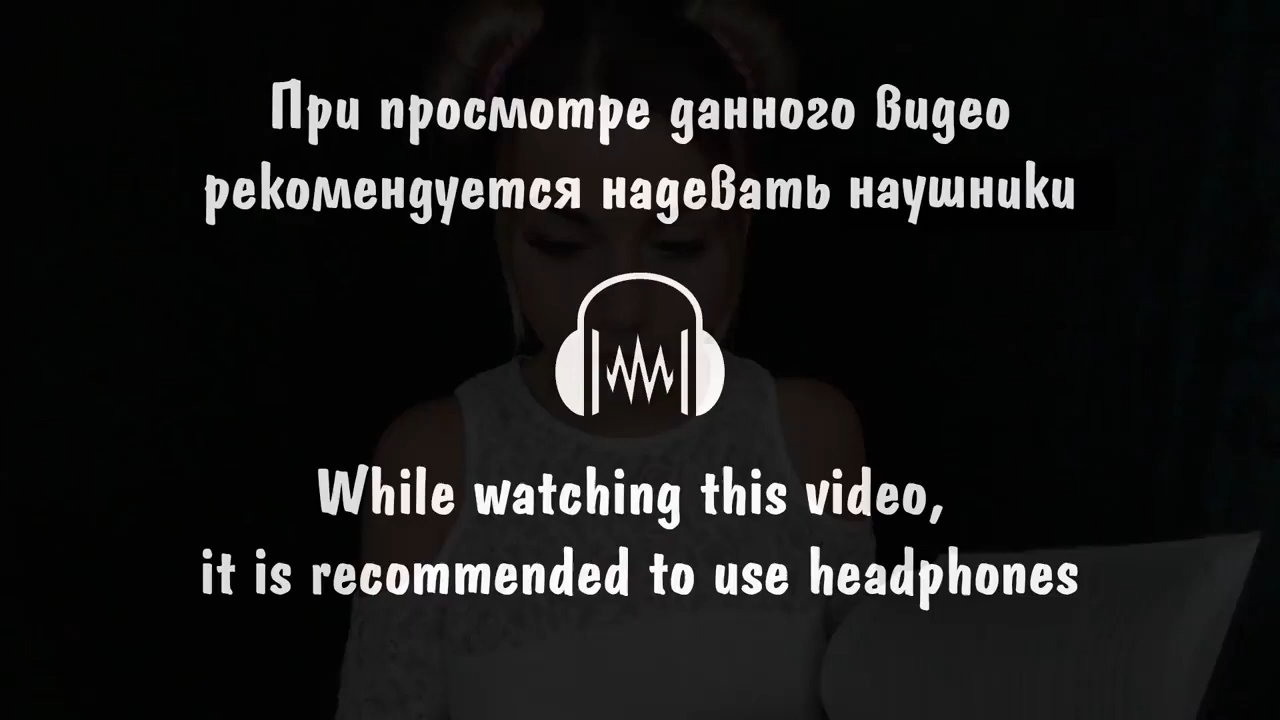 При просмотре данного видео
рекомендуется надевать наушники
While watching this video,
it is recommended to use headphones